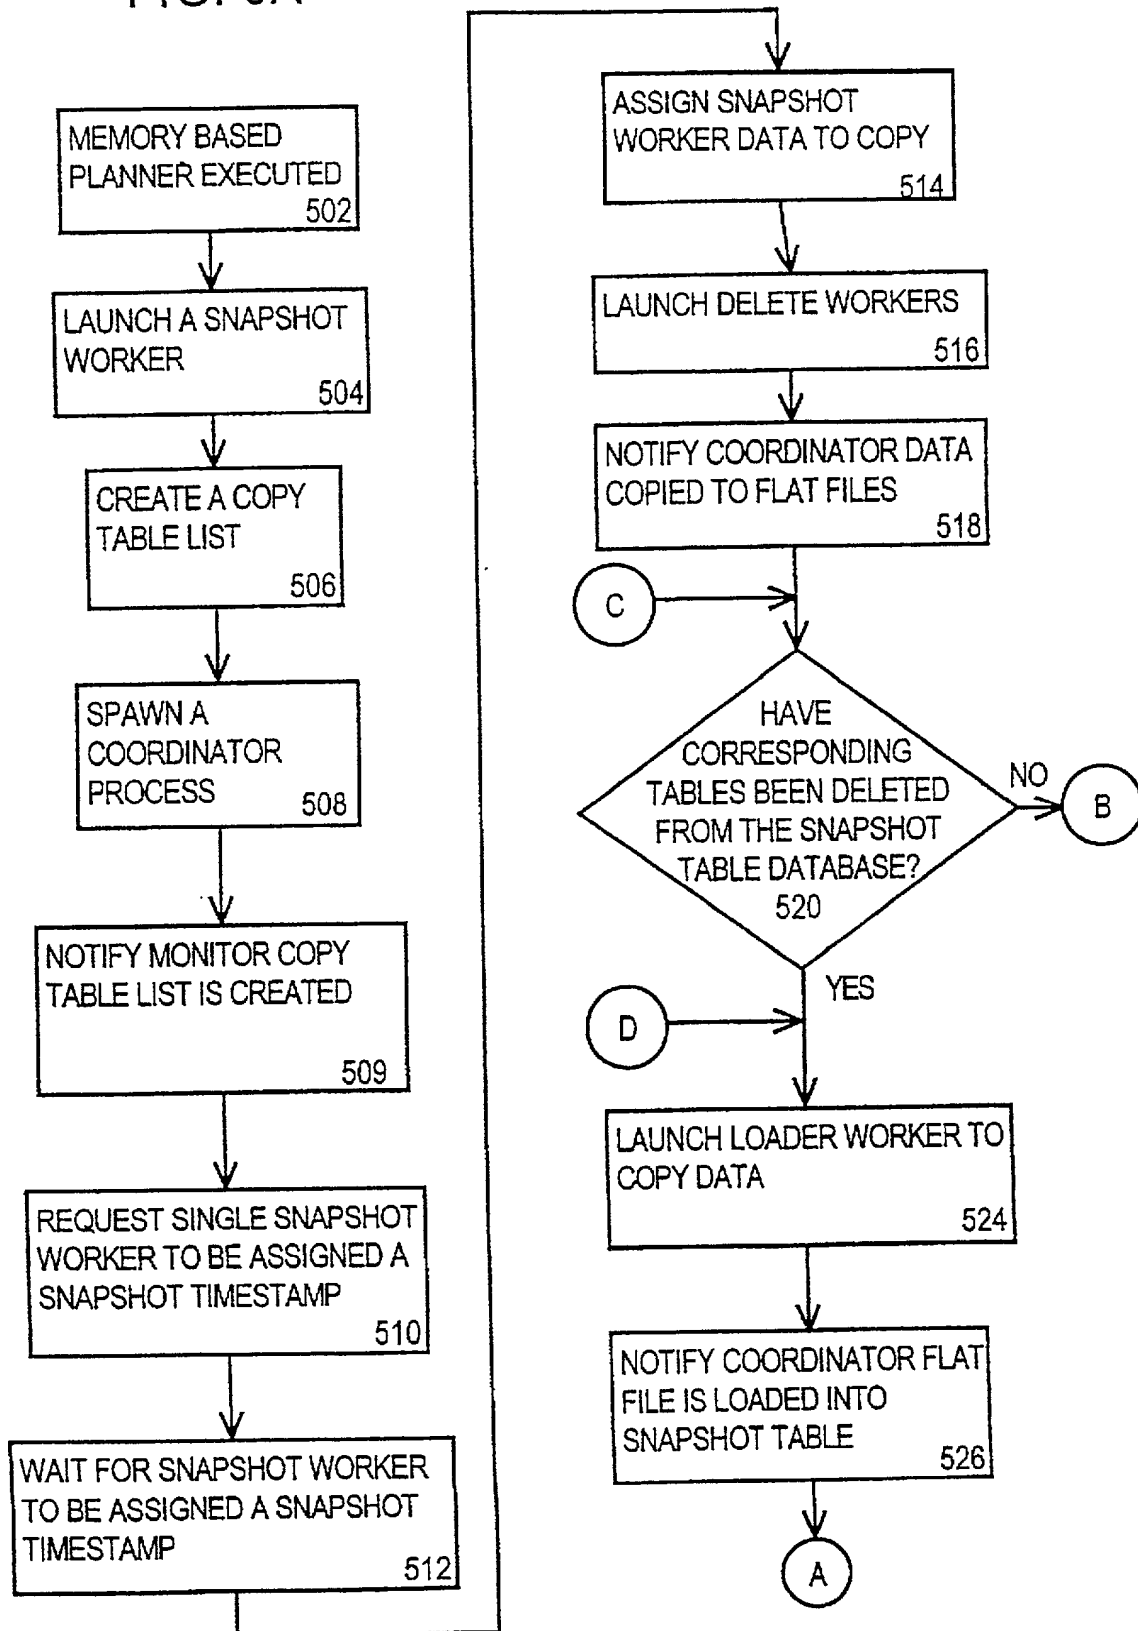 MEMORY BASED
PLANNER EXECUTED
502
LAUNCH A SNAPSHOT
WORKER
504
CREATE A COPY
TABLE LIST
506
SPAWN A
COORDINATOR
PROCESS
508
NOTIFY MONITOR COPY
TABLE LIST IS CREATED
509
REQUEST SINGLE SNAPSHOT
WORKER TO BE ASSIGNED A
SNAPSHOT TIMESTAMP
510
WAIT FOR SNAPSHOT WORKER
TO BE ASSIGNED A SNAPSHOT
TIMESTAMP
512
ASSIGN SNAPSHOT
WORKER DATA TO COPY
514
LAUNCH DELETE WORKERS
516
NOTIFY COORDINATOR DATA
COPIED TO FLAT FILES
518
C
HAVE
CORRESPONDING
TABLES BEEN DELETED
FROM THE SNAPSHOT
TABLE DATABASE?
520
NO
B
YES
D
LAUNCH LOADER WORKER TO
COPY DATA
524
NOTIFY COORDINATOR FLAT
FILE IS LOADED INTO
SNAPSHOT TABLE
526
A